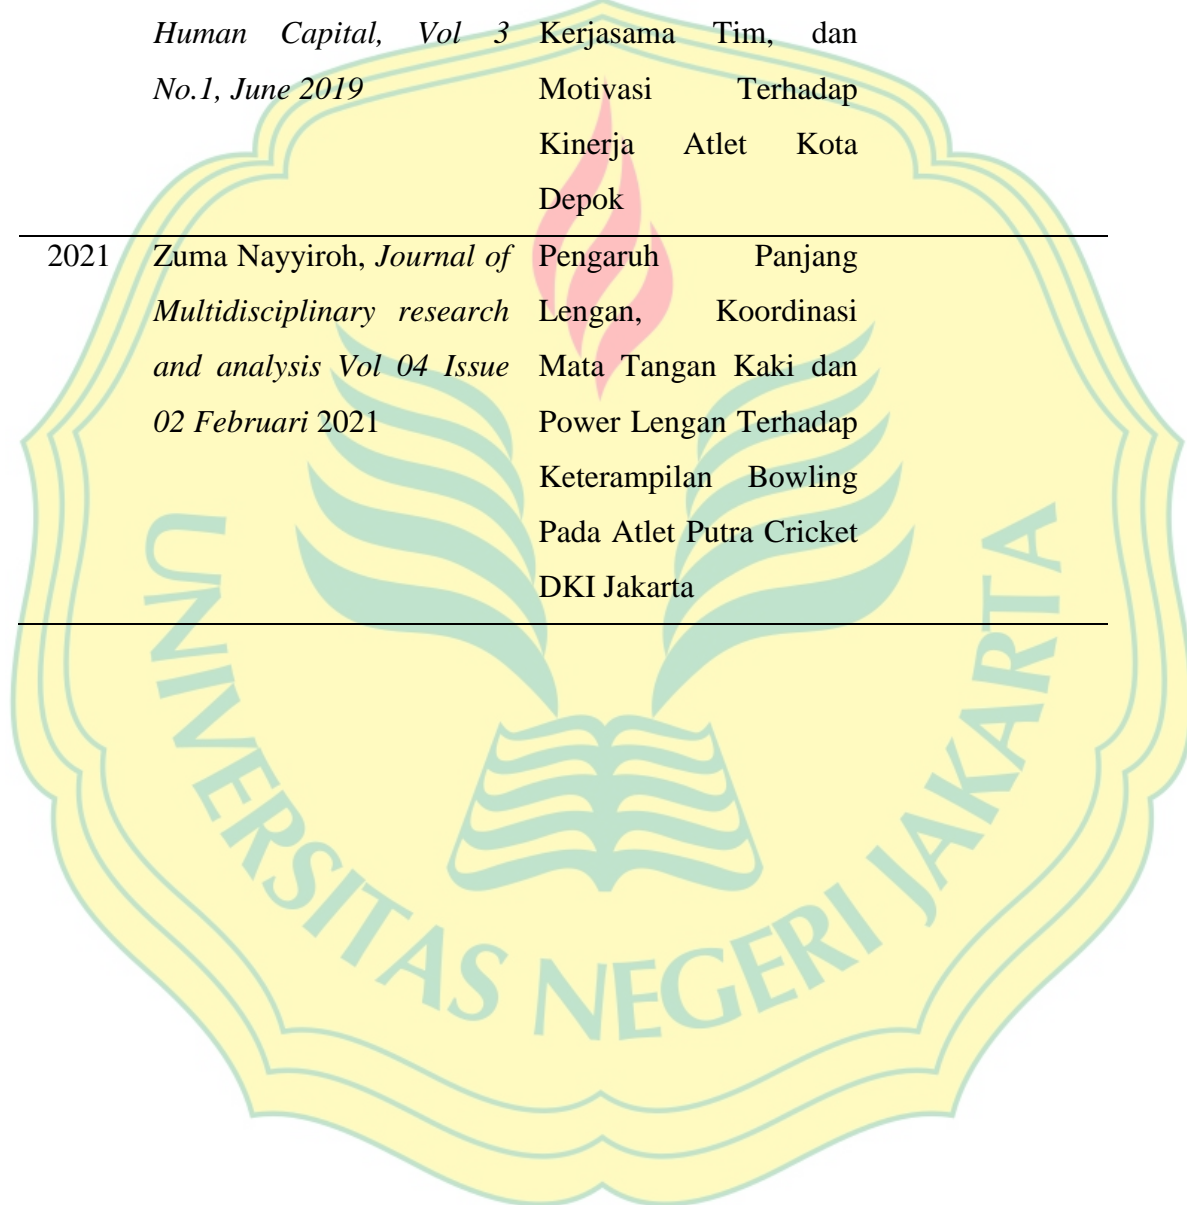 Human Capital, Vol 3
No.1, June 2019
Kerjasama Tim, dan
Motivasi Terhadap
Kinerja Atlet Kota
Depok
2021
Zuma Nayyiroh, Journal of
Multidisciplinary research
and analysis Vol 04 Issue
02 Februari 2021
Pengaruh Panjang
Lengan, Koordinasi
Mata Tangan Kaki dan
Power Lengan Terhadap
Keterampilan Bowling
Pada Atlet Putra Cricket
DKI Jakarta
UNIVERSITAS NEGERI JAKARTA